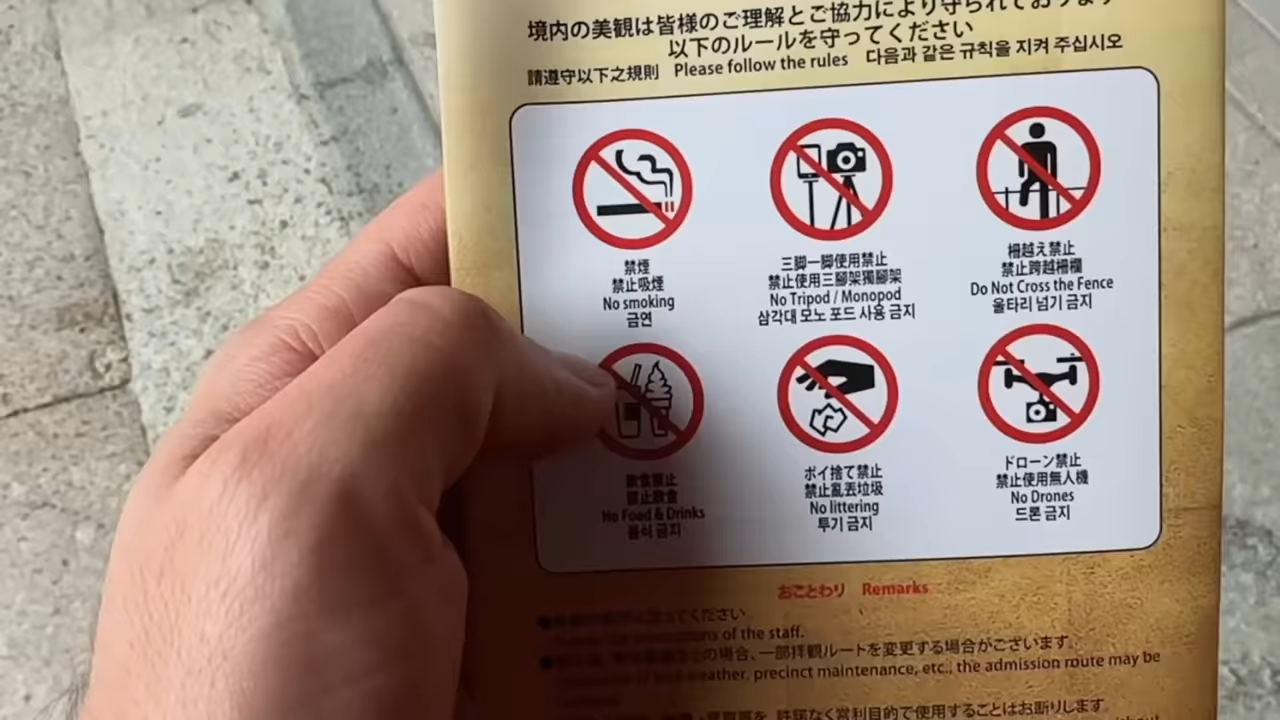 境内の美観は皆様のご理解とご協力により守られております
以下のルールを守ってください
請遵守以下之規則 Please follow the rules 다음과 같은 규칙을 지켜 주십시오
禁煙
禁止吸煙
No smoking
금연
三脚一脚使用禁止
禁止使用三腳架獨腳架
No Tripod / Monopod
삼각대 모노 포드 사용 금지
柵越え禁止
禁止跨越柵欄
Do Not Cross the Fence
울타리 넘기 금지
飲食禁止
禁止飲食
No Food & Drinks
음식 금지
ポイ捨て禁止
禁止亂丟垃圾
No littering
투기 금지
ドローン禁止
禁止使用無人機
No Drones
드론 금지
おことわり Remarks
ってください
of the staff.
の場合、一部拝観ルートを変更する場合がございます。
weather, precinct maintenance, etc., the admission route may be
を、許諾なく営利目的で使用することはお断りします。